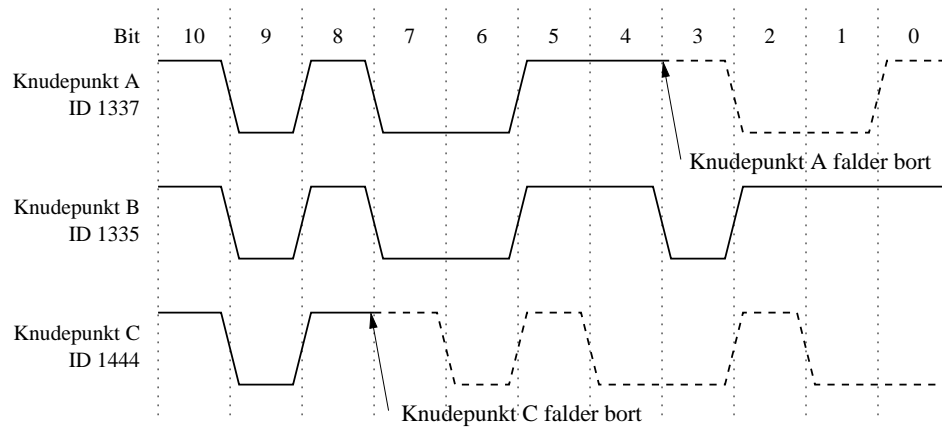 Bit 10 9 8 7 6 5 4 3 2 1 0
Knudepunkt A
ID 1337
Knudepunkt A falder bort
Knudepunkt B
ID 1335
Knudepunkt C
ID 1444
Knudepunkt C falder bort